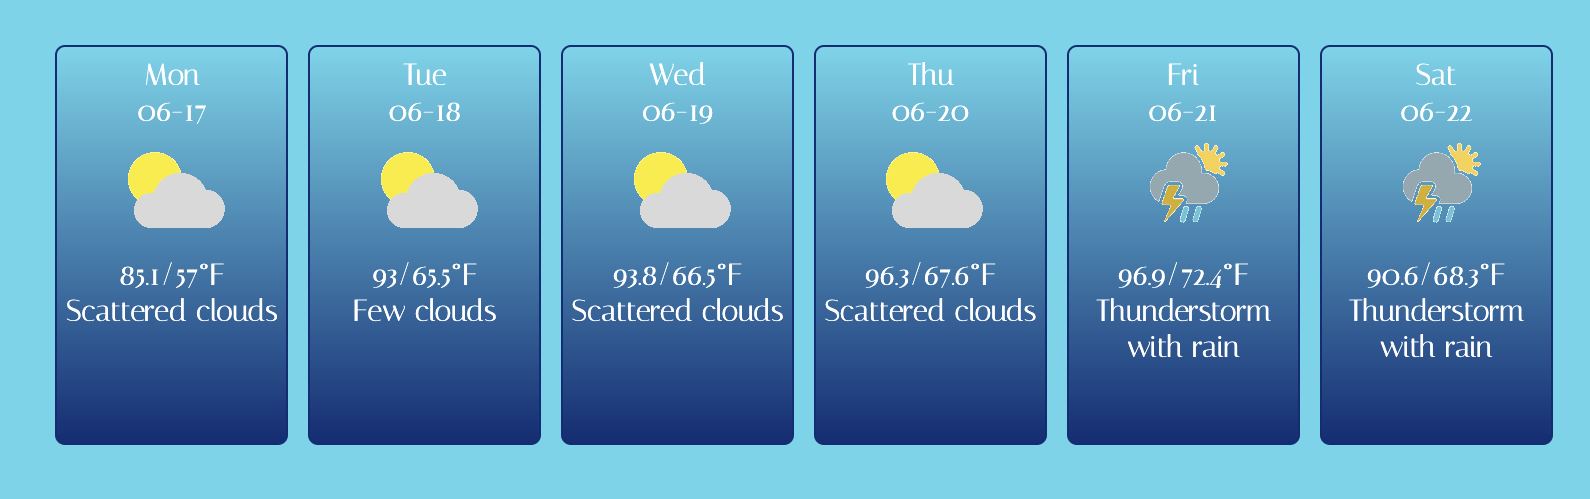 Mon
06-17
85.1/57°F
Scattered clouds
Tue
06-18
93/65.5°F
Few clouds
Wed
06-19
93.8/66.5°F
Scattered clouds
Thu
06-20
96.3/67.6°F
Scattered clouds
Fri
06-21
96.9/72.4°F
Thunderstorm
with rain
Sat
06-22
90.6/68.3°F
Thunderstorm
with rain